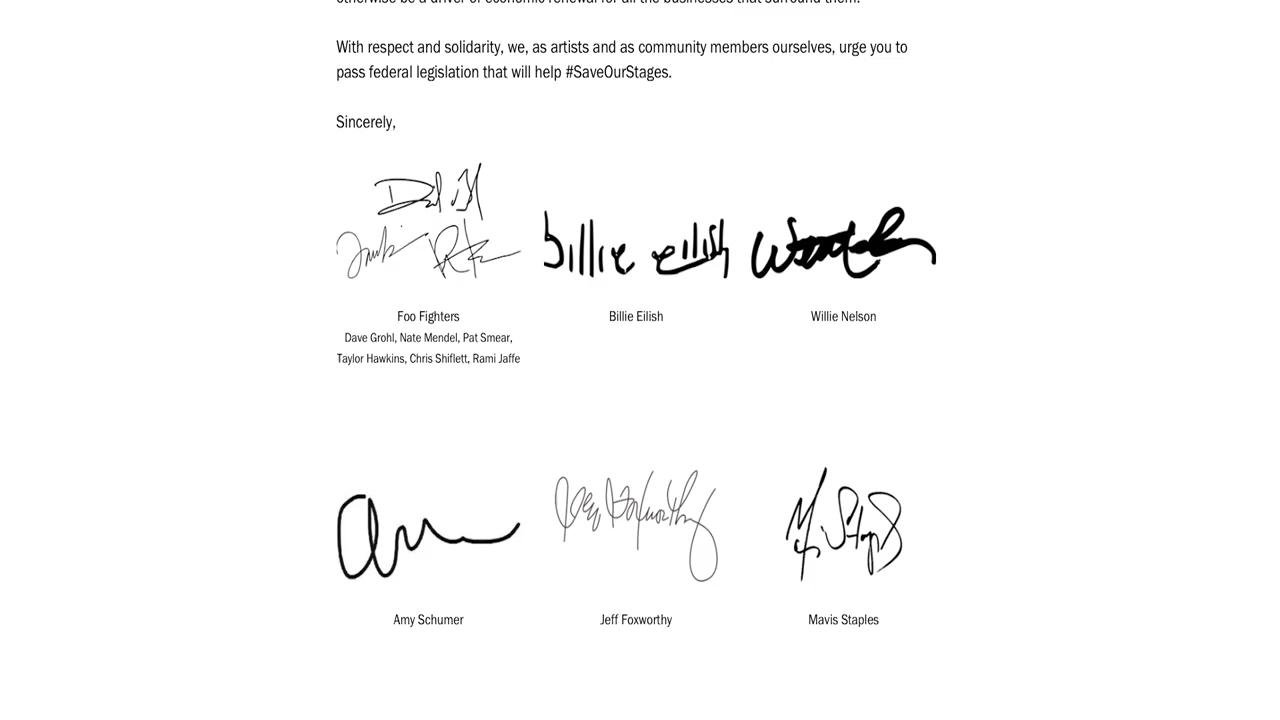 With respect and solidarity, we, as artists and as community members ourselves, urge you to
pass federal legislation that will help #SaveOurStages.
Sincerely,
billie eilish
Foo Fighters
Billie Eilish
Willie Nelson
Dave Grohl, Nate Mendel, Pat Smear,
Taylor Hawkins, Chris Shiflett, Rami Jaffe
Amy Schumer
Jeff Foxworthy
Mavis Staples